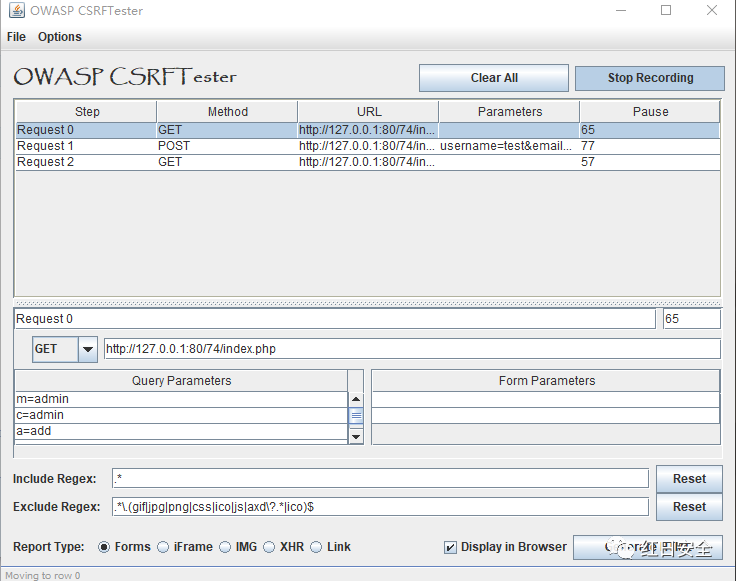 OWASP CSRFTester
File Options
OWASP CSRFTester Clear All Stop Recording
Step Method URL Parameters Pause
Request 0 GET http://127.0.0.1:80/74/in... 65
Request 1 POST http://127.0.0.1:80/74/in... username=test&email... 77
Request 2 GET http://127.0.0.1:80/74/in... 57
Request 0 65
GET http://127.0.0.1:80/74/index.php
Query Parameters Form Parameters
m=admin
c=admin
a=add
Include Regex: .* Reset
Exclude Regex: .*\.(gif|jpg|png|css|ico|js|axd\?.*|ico)$ Reset
Report Type: Forms iFrame IMG XHR Link Display in Browser 红日安全
Moving to row 0